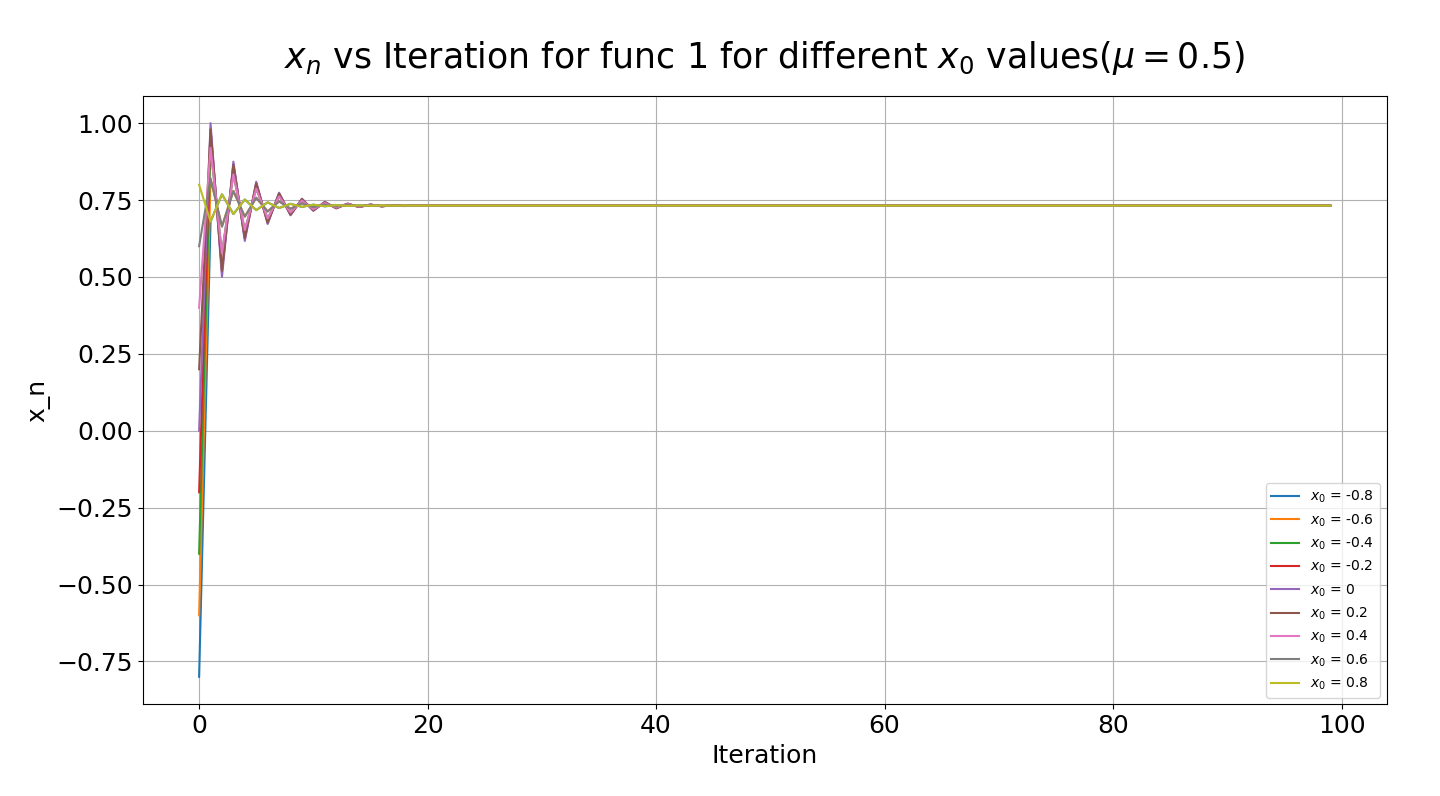 $x_n$ vs Iteration for func 1 for different $x_0$ values($\mu = 0.5$)
1.00
0.75
0.50
0.25
0.00
−0.25
−0.50
−0.75
x_n
0 20 40 60 80 100
Iteration
$x_0$ = -0.8
$x_0$ = -0.6
$x_0$ = -0.4
$x_0$ = -0.2
$x_0$ = 0
$x_0$ = 0.2
$x_0$ = 0.4
$x_0$ = 0.6
$x_0$ = 0.8